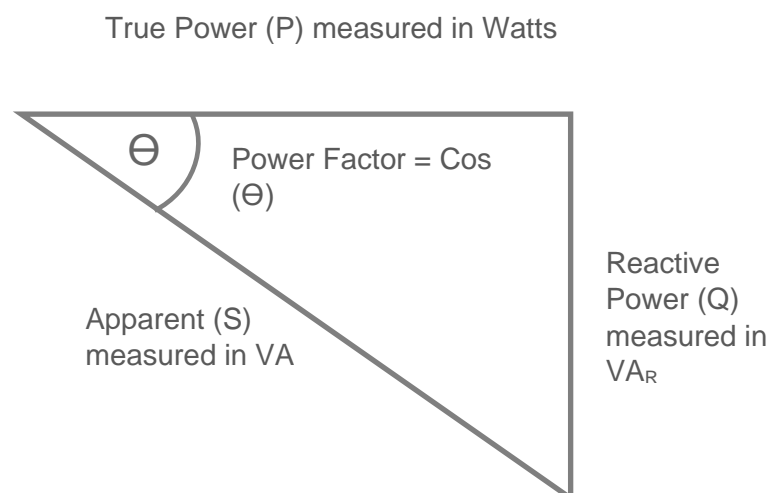 True Power (P) measured in Watts
Ɵ
Power Factor = Cos
(Ɵ)
Apparent (S)
measured in VA
Reactive
Power (Q)
measured in
VAR